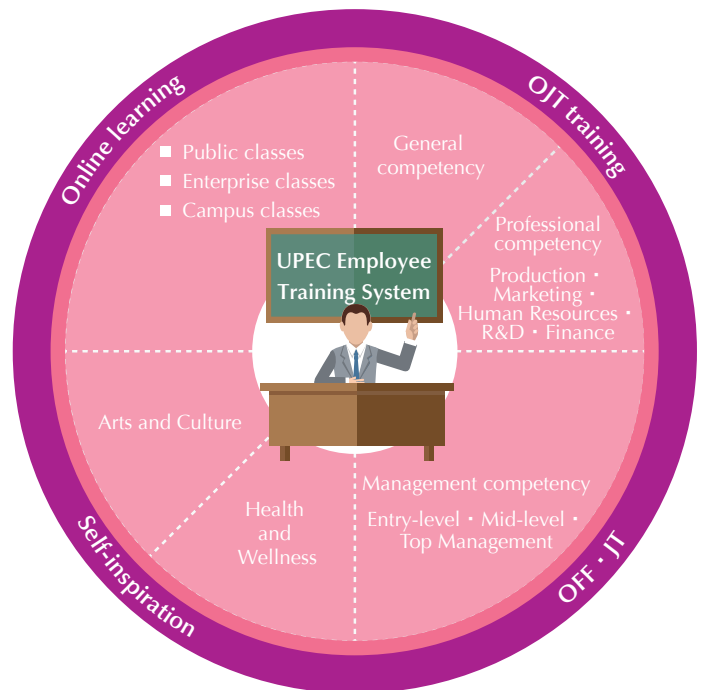 Online learning
■ Public classes
■ Enterprise classes
■ Campus classes
OJT training
General
competency
Professional
competency
Production・
Marketing・
Human Resources・
R&D・Finance
UPEC Employee
Training System
Arts and Culture
Health
and
Wellness
Self-inspiration
Management competency
Entry-level・Mid-level・
Top Management
OFF・JT